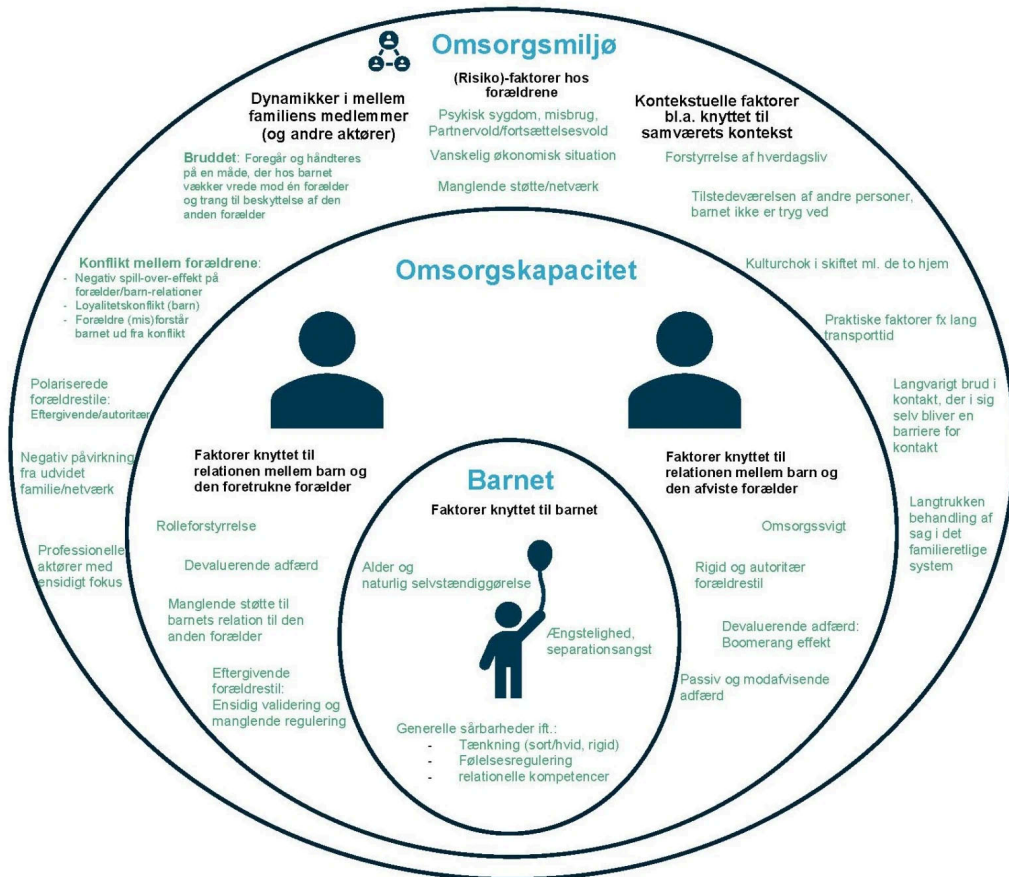 Omsorgsmiljø
Dynamikker i mellem
familiens medlemmer
(og andre aktører)
Bruddet: Foregår og håndteres
på en måde, der hos barnet
vækker vrede mod én forælder
og trang til beskyttelse af den
anden forælder
Konflikt mellem forældrene:
- Negativ spill-over-effekt på
forælder/barn-relationer
- Loyalitetskonflikt (barn)
- Forældre (mis)forstår
barnet ud fra konflikt
Polariserede
forældrestile:
Eftergivende/autoritær
Negativ påvirkning
fra udvidet
familie/netværk
Professionelle
aktører med
ensidigt fokus
(Risiko)-faktorer hos
forældrene
Psykisk sygdom, misbrug,
Partnervold/fortsættelsesvold
Vanskelig økonomisk situation
Manglende støtte/netværk
Kontekstuelle faktorer
bl.a. knyttet til
samværets kontekst
Forstyrrelse af hverdagsliv
Tilstedeværelsen af andre personer,
barnet ikke er tryg ved
Kulturchok i skiftet ml. de to hjem
Praktiske faktorer fx lang
transporttid
Langvarigt brud i
kontakt, der i sig
selv bliver en
barriere for
kontakt
Langtrukken
behandling af
sag i det
familieretlige
system
Omsorgskapacitet
Faktorer knyttet til
relationen mellem barn og
den foretrukne forælder
Rolleforstyrrelse
Devaluerende adfærd
Manglende støtte til
barnets relation til den
anden forælder
Eftergivende
forældrestil:
Ensidig validering og
manglende regulering
Faktorer knyttet til
relationen mellem barn og
den afviste forælder
Omsorgssvigt
Rigid og autoritær
forældrestil
Devaluerende adfærd:
Boomerang effekt
Passiv og modafvisende
adfærd
Barnet
Faktorer knyttet til barnet
Alder og
naturlig selvstændiggørelse
Ængstelighed,
separationsangst
Generelle sårbarheder ift.:
- Tænkning (sort/hvid, rigid)
- Følelsesregulering
- relationelle kompetencer